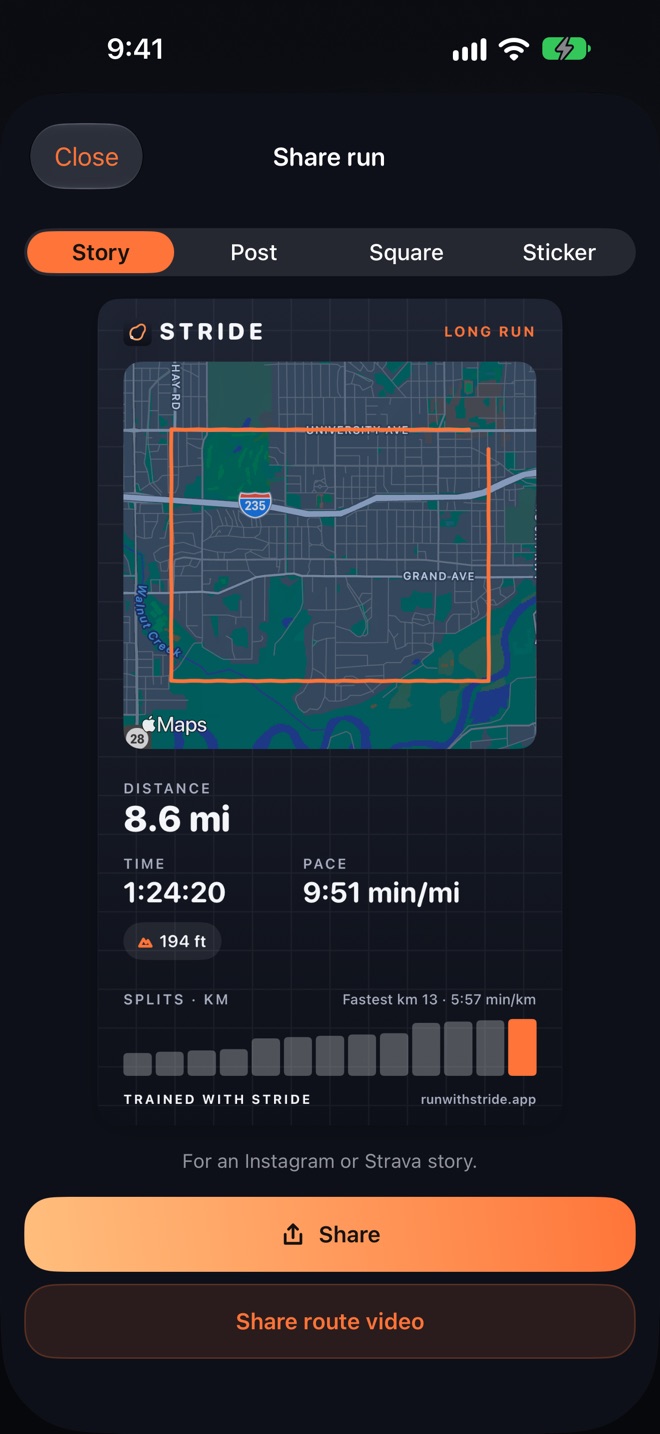 9:41
Close
Share run
Story
Post
Square
Sticker
STRIDE
LONG RUN
HAY RD
UNIVERSITY AVE
235
GRAND AVE
Walnut Creek
Maps
28
DISTANCE
8.6 mi
TIME
PACE
1:24:20
9:51 min/mi
194 ft
SPLITS · KM
Fastest km 13 · 5:57 min/km
TRAINED WITH STRIDE
runwithstride.app
For an Instagram or Strava story.
Share
Share route video